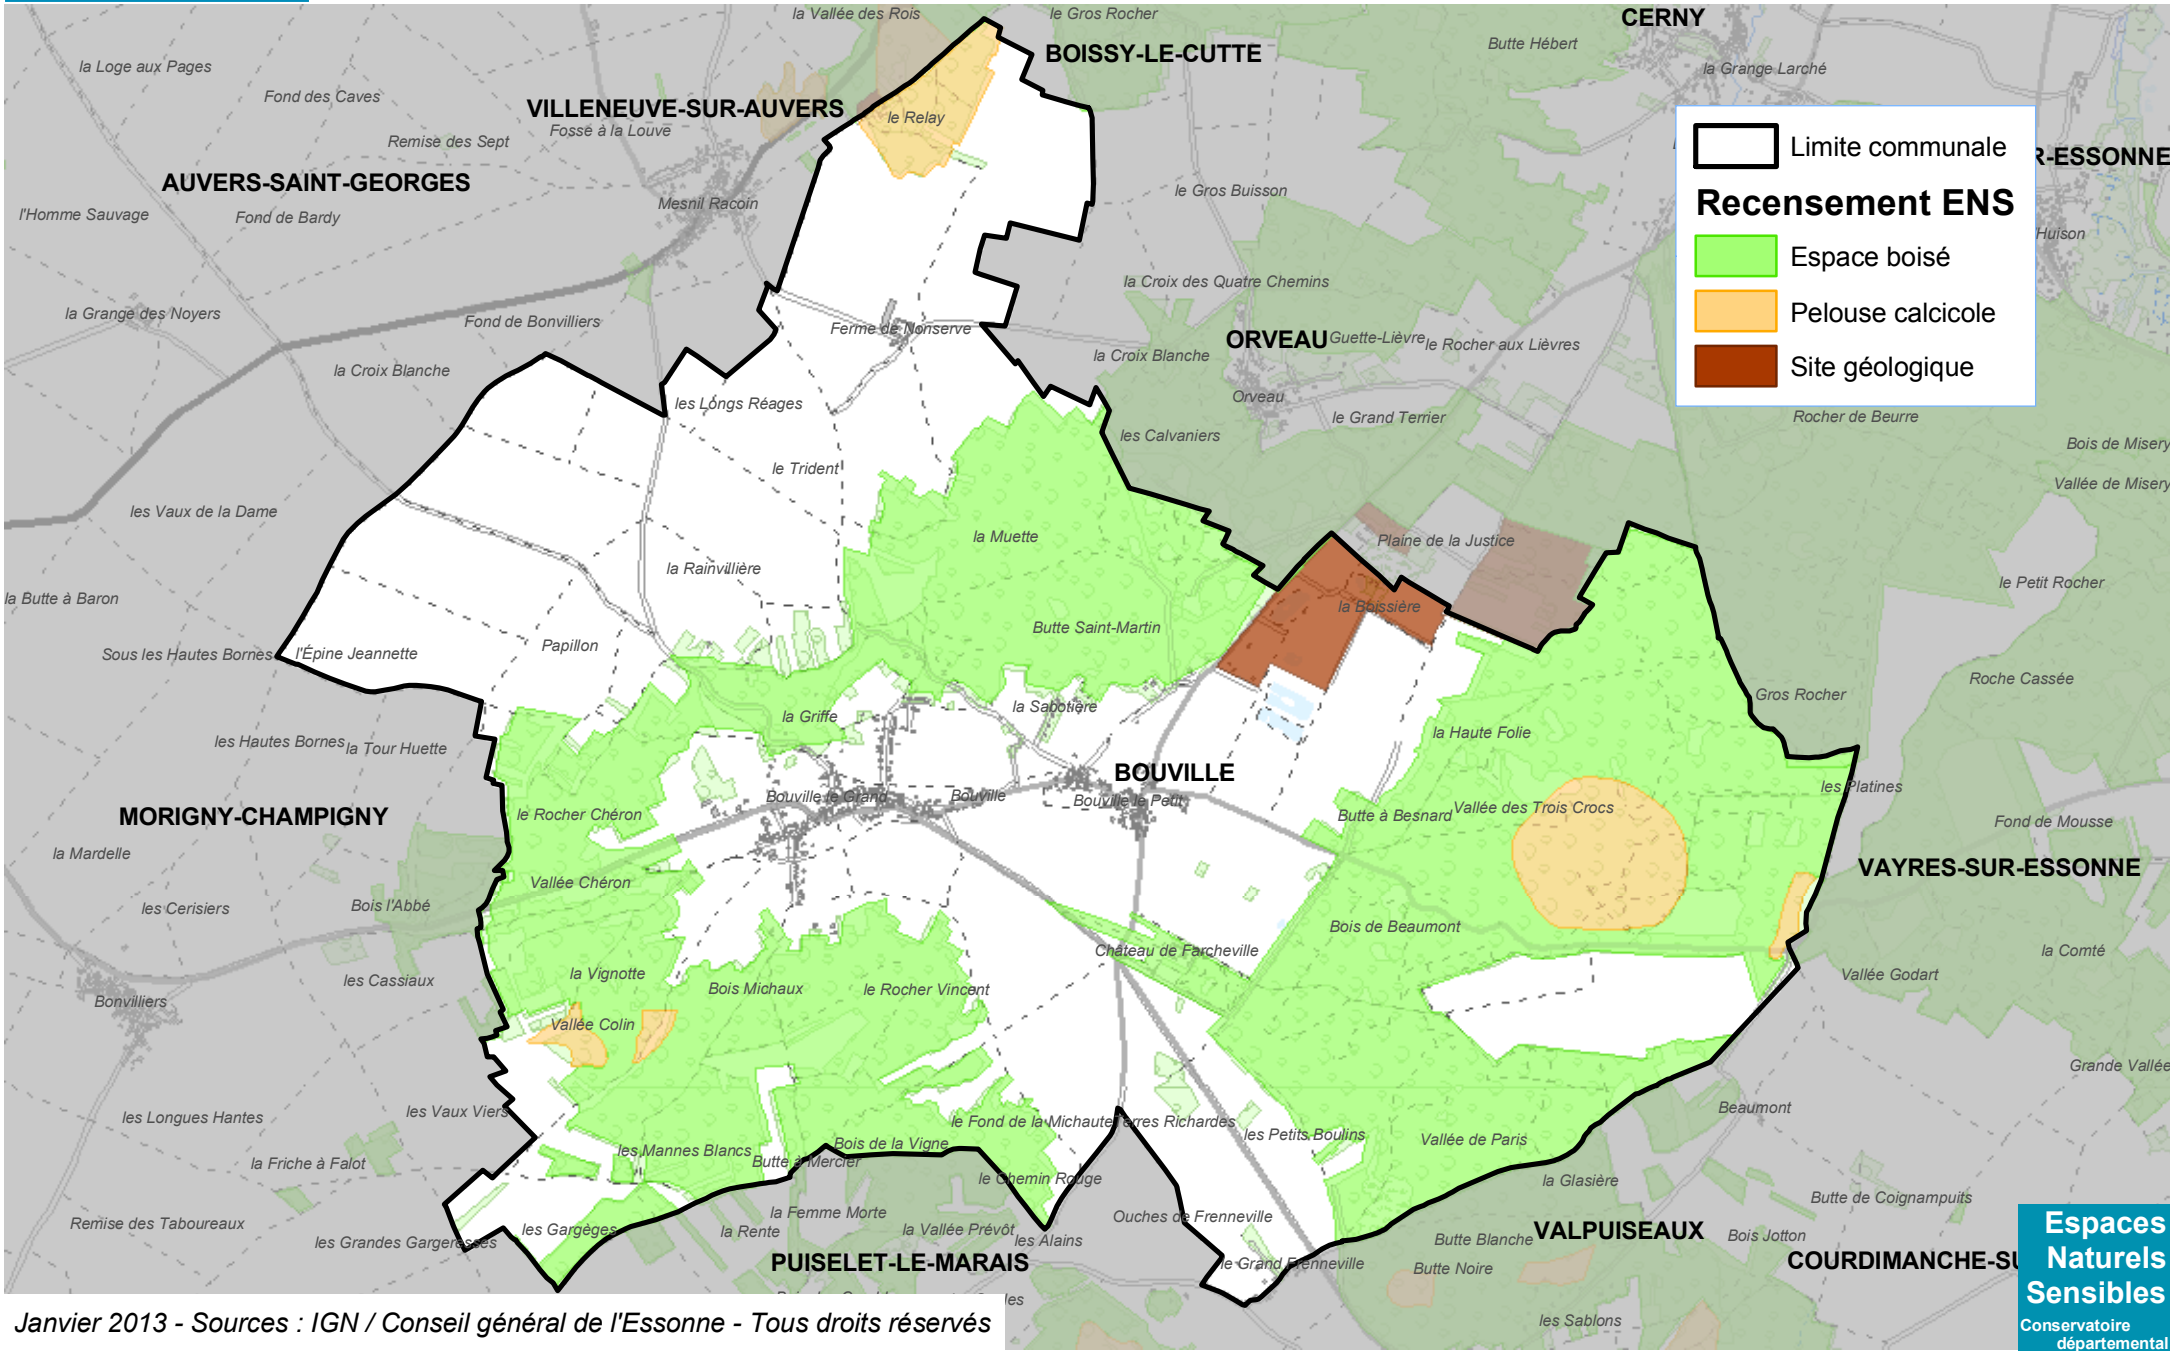 la Vallée des Rois
le Gros Rocher
CERNY
BOISSY-LE-CUTTE
Butte Hébert
la Loge aux Pages
la Grange Larché
Fond des Caves
VILLENEUVE-SUR-AUVERS
le Relay
Fosse à la Louve
Remise des Sept
Limite communale
R-ESSONNE
AUVERS-SAINT-GEORGES
le Gros Buisson
Recensement ENS
l'Homme Sauvage
Fond de Bardy
Mesnil Racoin
l'Huison
Espace boisé
la Croix des Quatre Chemins
la Grange des Noyers
Fond de Bonvilliers
Ferme de Nonserve
Pelouse calcicole
ORVEAU
Guette-Lièvre
le Rocher aux Lièvres
la Croix Blanche
la Croix Blanche
Site géologique
les Longs Réages
Orveau
le Grand Terrier
Rocher de Beurre
les Calvaniers
Bois de Misery
le Trident
Vallée de Misery
les Vaux de la Dame
la Muette
Plaine de la Justice
la Rainvillière
le Petit Rocher
la Butte à Baron
la Boissière
Butte Saint-Martin
Papillon
Sous les Hautes Bornes
l'Épine Jeannette
Roche Cassée
Gros Rocher
la Sabotière
la Griffe
la Haute Folie
les Hautes Bornes
la Tour Huette
BOUVILLE
les Platines
Bouville le Grand
Bouville
Bouville le Petit
Vallée des Trois Crocs
Butte à Besnard
MORIGNY-CHAMPIGNY
le Rocher Chéron
Fond de Mousse
la Mardelle
VAYRES-SUR-ESSONNE
Vallée Chéron
les Cerisiers
Bois l'Abbé
Bois de Beaumont
Château de Farcheville
la Comté
la Vignotte
Vallée Godart
les Cassiaux
Bois Michaux
le Rocher Vincent
Bonvilliers
Vallée Colin
Grande Vallée
les Longues Hantes
les Vaux Viers
Beaumont
le Fond de la Michaute
Terres Richardes
les Petits Boulins
Vallée de Paris
Bois de la Vigne
les Mannes Blancs
Butte à Mercier
la Friche à Falot
le Chemin Rouge
la Glasière
Butte de Coignampuits
la Femme Morte
Ouches de Frenneville
Remise des Taboureaux
les Gargèges
la Rente
la Vallée Prévôt
les Alains
les Grandes Gargeresses
Butte Blanche
VALPUISEAUX
Bois Jotton
Espaces
Naturels
Sensibles
PUISELET-LE-MARAIS
le Grand Frenneville
Butte Noire
COURDIMANCHE-SU
les Sablons
Conservatoire
départemental
Janvier 2013 - Sources : IGN / Conseil général de l'Essonne - Tous droits réservés